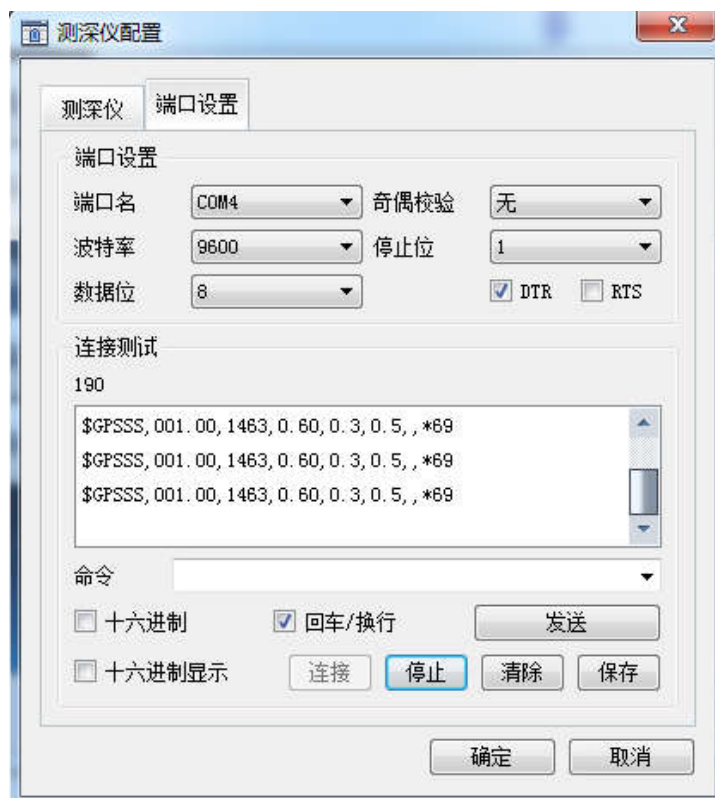 测深仪配置
测深仪 端口设置
端口设置
端口名 COM4 奇偶校验 无
波特率 9600 停止位 1
数据位 8 DTR RTS
连接测试
190
$GPSSS,001.00,1463,0.60,0.3,0.5,,*69
$GPSSS,001.00,1463,0.60,0.3,0.5,,*69
$GPSSS,001.00,1463,0.60,0.3,0.5,,*69
命令
十六进制 回车/换行 发送
十六进制显示 连接 停止 清除 保存
确定 取消